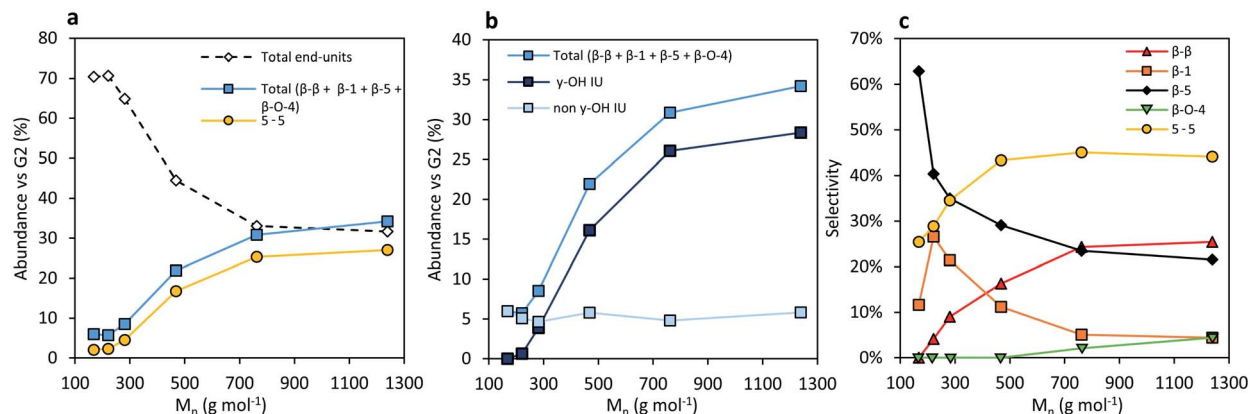 a
80
70
60
50
40
30
20
10
0
Abundance vs G2 (%)
Total end-units
Total (β-β + β-1 + β-5 +
β-O-4)
5 - 5
100 300 500 700 900 1100 1300
Mn (g mol-1)
b
40
35
30
25
20
15
10
5
0
Abundance vs G2 (%)
Total (β-β + β-1 + β-5 + β-O-4)
y-OH IU
non y-OH IU
100 300 500 700 900 1100 1300
Mn (g mol-1)
c
70%
60%
50%
40%
30%
20%
10%
0%
Selectivity
β-β
β-1
β-5
β-O-4
5 - 5
100 300 500 700 900 1100 1300
Mn (g mol-1)